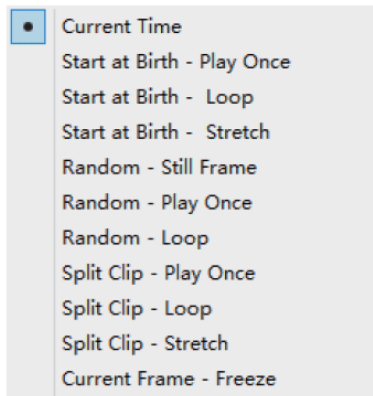 Current Time
Start at Birth - Play Once
Start at Birth -  Loop
Start at Birth -  Stretch
Random - Still Frame
Random - Play Once
Random - Loop
Split Clip - Play Once
Split Clip - Loop
Split Clip - Stretch
Current Frame - Freeze